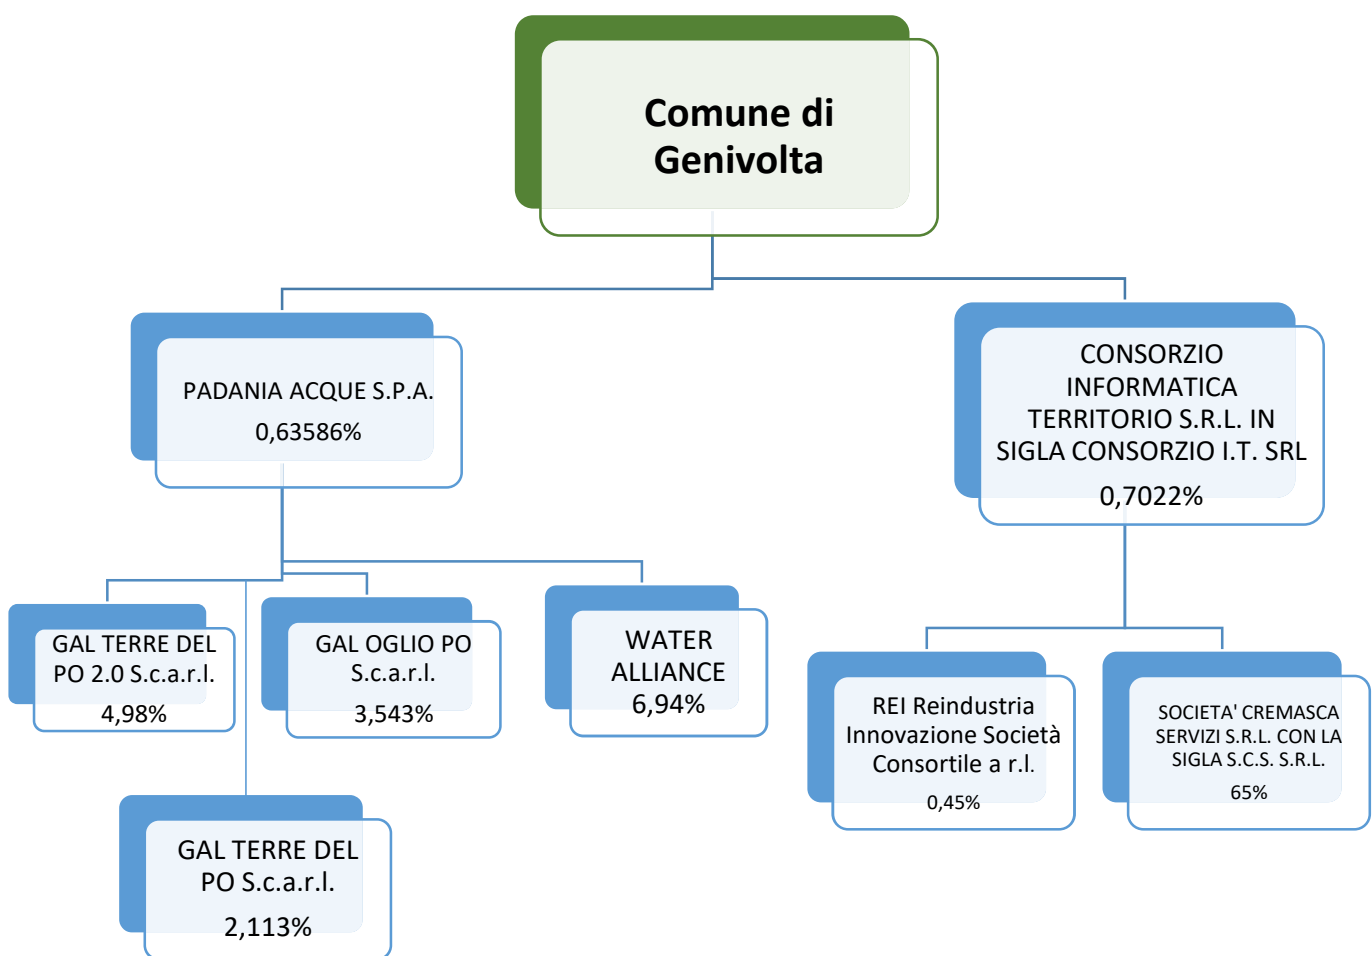 Comune di
Genivolta
PADANIA ACQUE S.P.A.
0,63586%
CONSORZIO
INFORMATICA
TERRITORIO S.R.L. IN
SIGLA CONSORZIO I.T. SRL
0,7022%
GAL TERRE DEL
PO 2.0 S.c.a.r.l.
4,98%
GAL OGLIO PO
S.c.a.r.l.
3,543%
WATER
ALLIANCE
6,94%
REI Reindustria
Innovazione Società
Consortile a r.l.
0,45%
SOCIETA' CREMASCA
SERVIZI S.R.L. CON LA
SIGLA S.C.S. S.R.L.
65%
GAL TERRE DEL
PO S.c.a.r.l.
2,113%